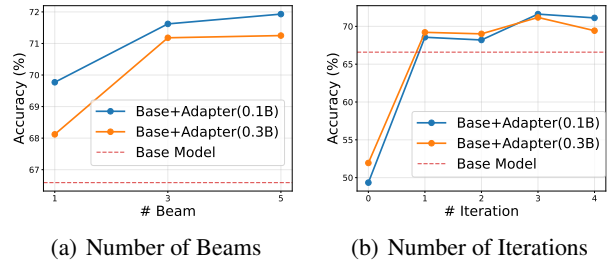 72
71
70
69
68
67
Accuracy (%)
Base+Adapter(0.1B)
Base+Adapter(0.3B)
Base Model
1
3
5
# Beam
(a) Number of Beams
70
65
60
55
50
Accuracy (%)
Base+Adapter(0.1B)
Base+Adapter(0.3B)
Base Model
0
1
2
3
4
# Iteration
(b) Number of Iterations